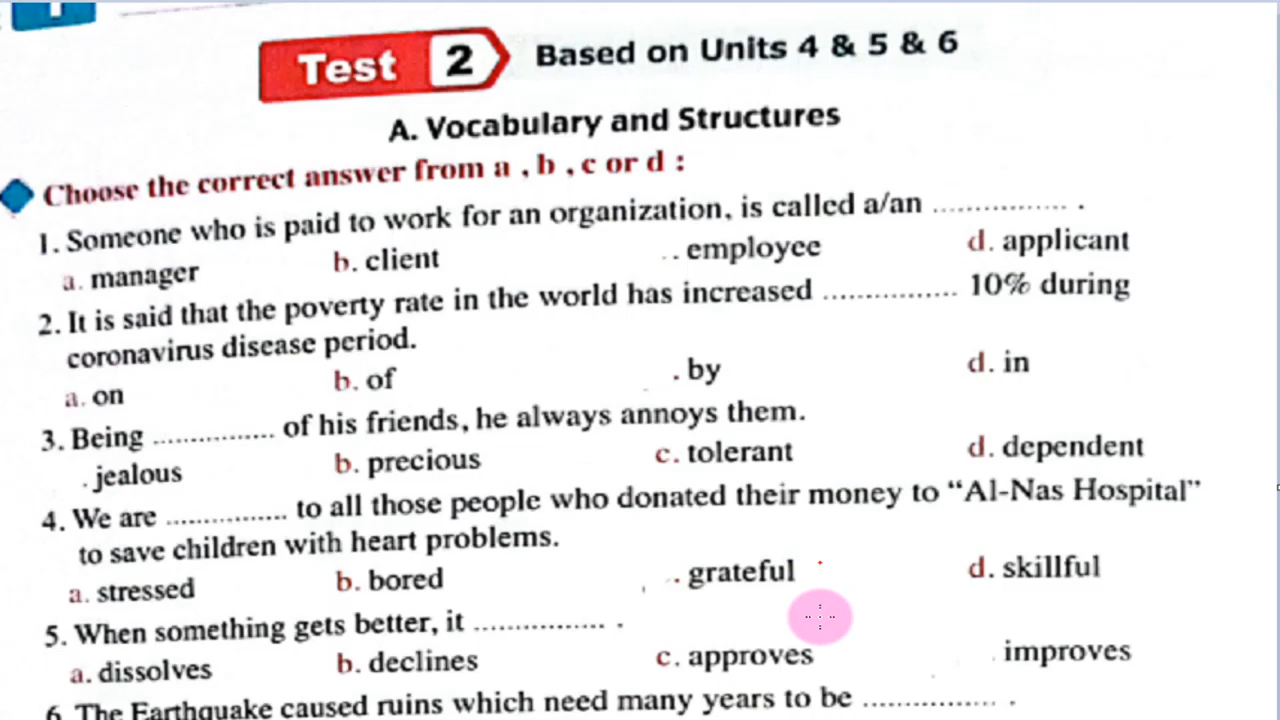 Test 2 Based on Units 4 & 5 & 6
A. Vocabulary and Structures
Choose the correct answer from a , b , c or d :
1. Someone who is paid to work for an organization, is called a/an ................ .
a. manager b. client . . employee d. applicant
2. It is said that the poverty rate in the world has increased ................ 10% during
coronavirus disease period.
a. on b. of . by d. in
3. Being ................ of his friends, he always annoys them.
. jealous b. precious c. tolerant d. dependent
4. We are ................ to all those people who donated their money to “Al-Nas Hospital”
to save children with heart problems.
a. stressed b. bored . grateful d. skillful
5. When something gets better, it ................ .
a. dissolves b. declines c. approves improves
6. The Earthquake caused ruins which need many years to be ................ .